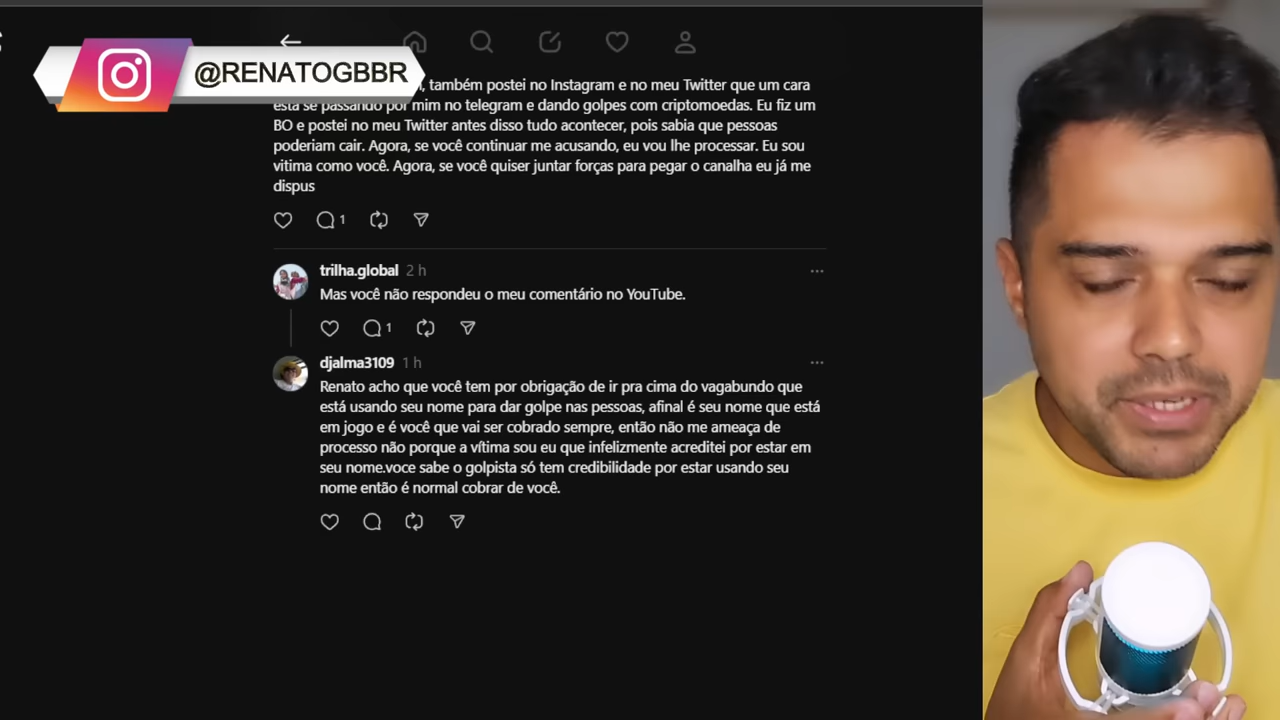 @RENATOGBBR
, também postei no Instagram e no meu Twitter que um cara
está se passando por mim no telegram e dando golpes com criptomoedas. Eu fiz um
BO e postei no meu Twitter antes disso tudo acontecer, pois sabia que pessoas
poderiam cair. Agora, se você continuar me acusando, eu vou lhe processar. Eu sou
vitima como você. Agora, se você quiser juntar forças para pegar o canalha eu já me
dispus
1
trilha.global 2 h
Mas você não respondeu o meu comentário no YouTube.
1
djalma3109 1 h
Renato acho que você tem por obrigação de ir pra cima do vagabundo que
está usando seu nome para dar golpe nas pessoas, afinal é seu nome que está
em jogo e é você que vai ser cobrado sempre, então não me ameaça de
processo não porque a vítima sou eu que infelizmente acreditei por estar em
seu nome.voce sabe o golpista só tem credibilidade por estar usando seu
nome então é normal cobrar de você.